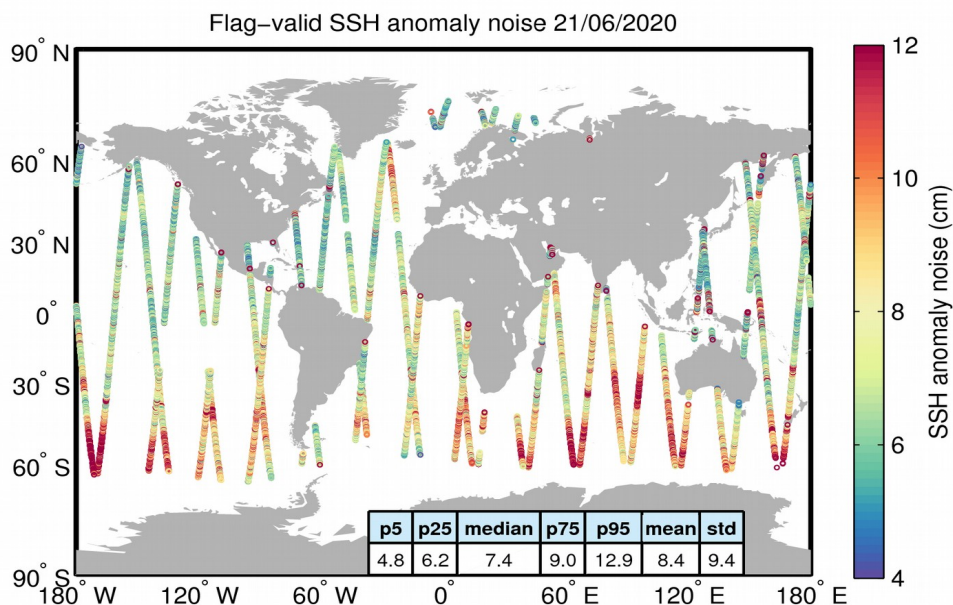 Flag−valid SSH anomaly noise 21/06/2020
90° N
60° N
30° N
0°
30° S
60° S
90° S
180° W
120° W
60° W
0°
60° E
120° E
180° E
p5 p25 median p75 p95 mean std
4.8 6.2 7.4 9.0 12.9 8.4 9.4
12
10
8
6
4
SSH anomaly noise (cm)